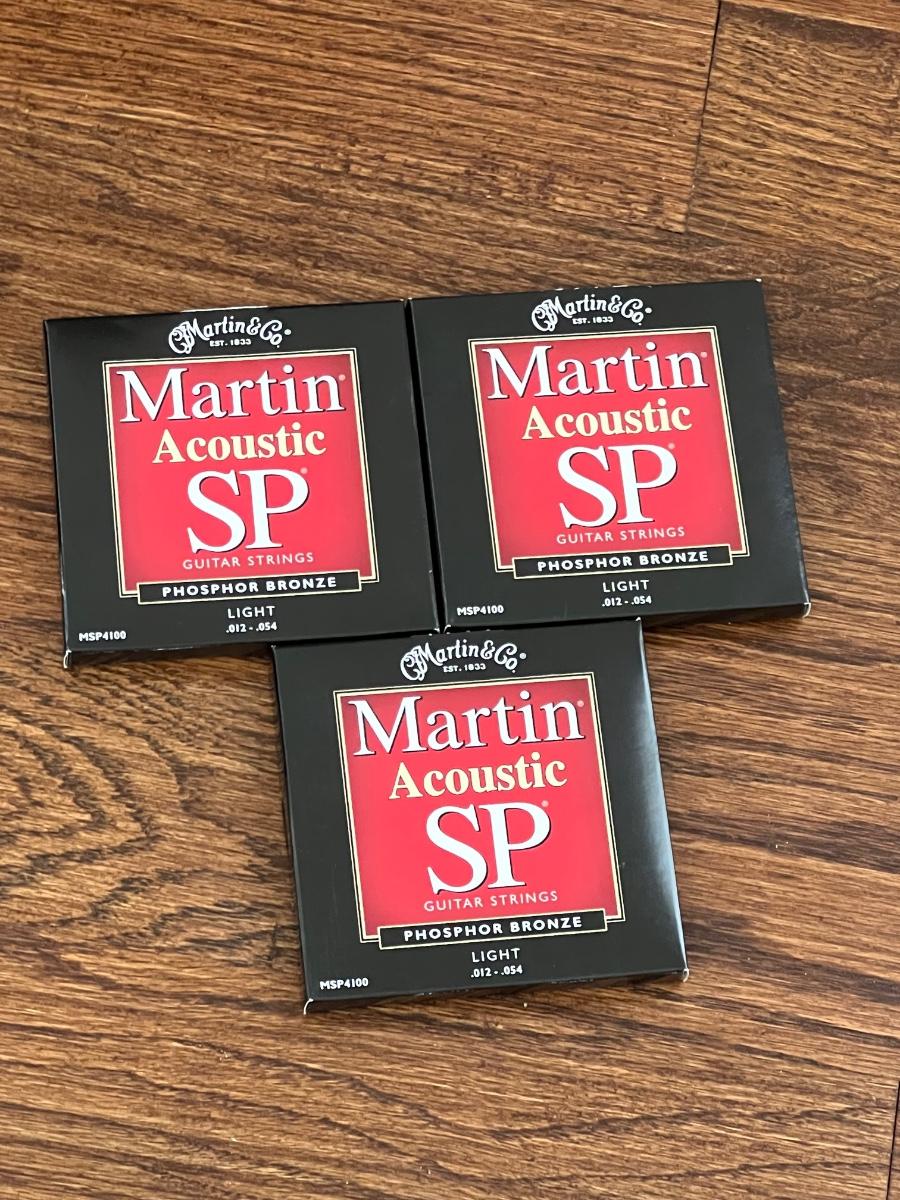 Martin & Co.®
EST. 1833
Martin®
Acoustic
SP®
GUITAR STRINGS
PHOSPHOR BRONZE
LIGHT
.012 - .054
MSP4100
Martin & Co.®
EST. 1833
Martin®
Acoustic
SP®
GUITAR STRINGS
PHOSPHOR BRONZE
LIGHT
.012 - .054
MSP4100
Martin & Co.®
EST. 1833
Martin®
Acoustic
SP®
GUITAR STRINGS
PHOSPHOR BRONZE
LIGHT
.012 - .054
MSP4100